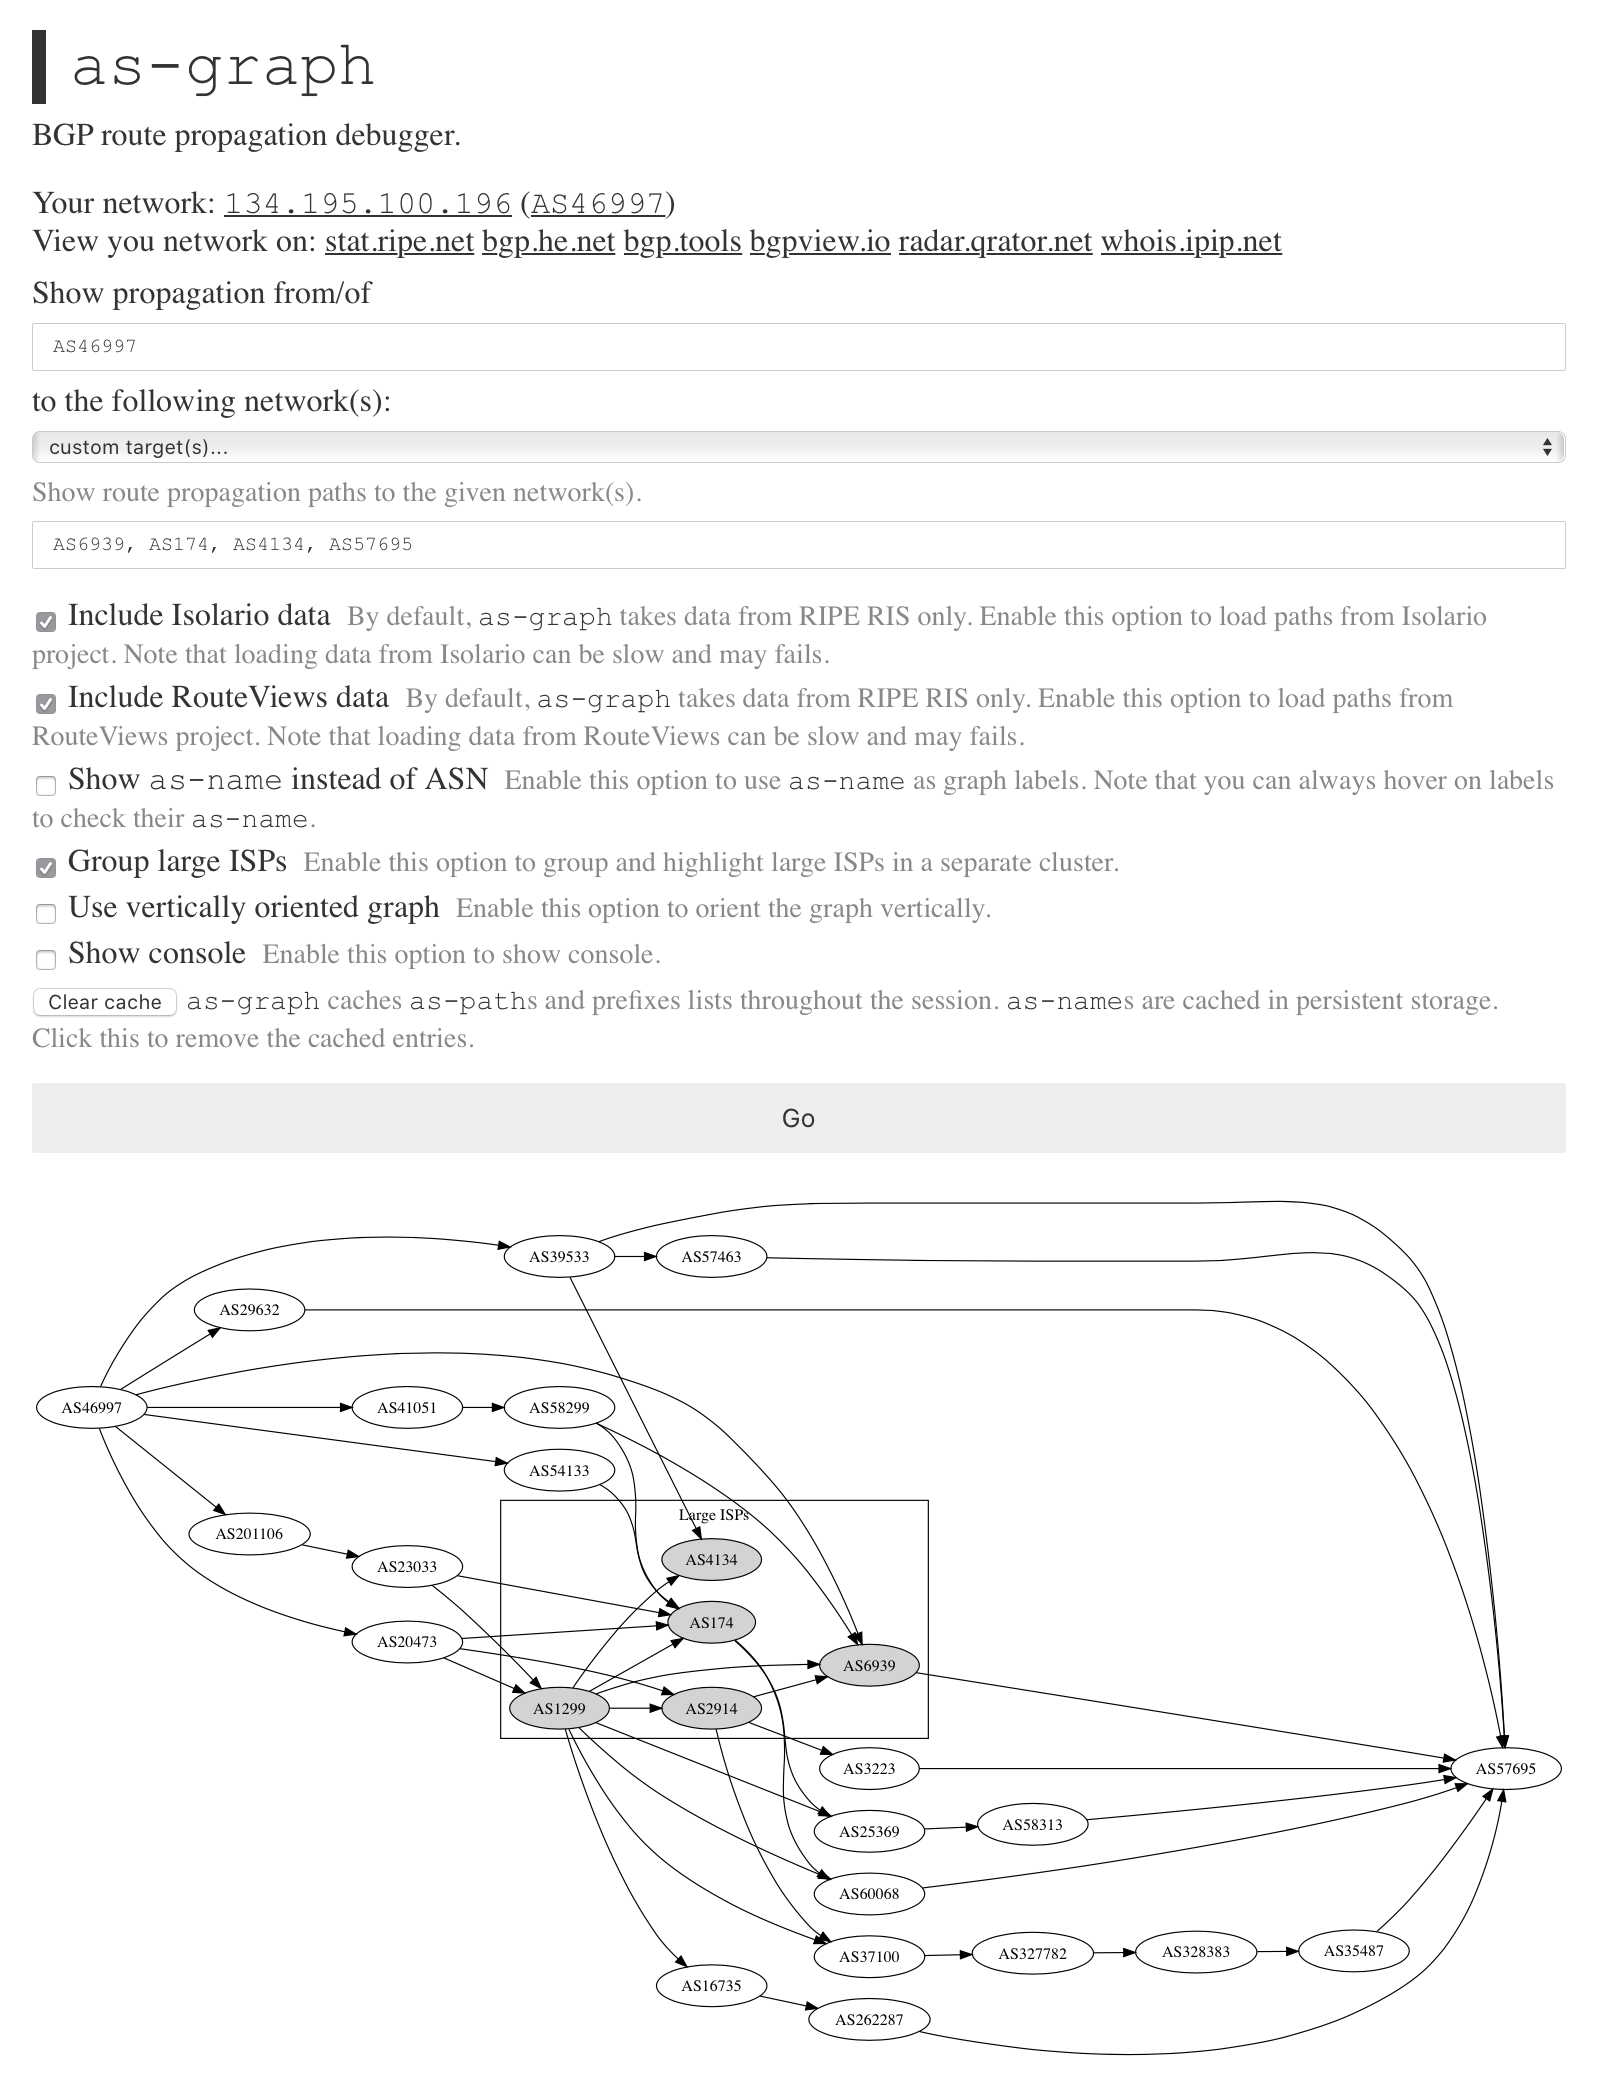 as-graph
BGP route propagation debugger.
Your network: 134.195.100.196 (AS46997)
View you network on: stat.ripe.net bgp.he.net bgp.tools bgpview.io radar.qrator.net whois.ipip.net
Show propagation from/of
AS46997
to the following network(s):
custom target(s)...
Show route propagation paths to the given network(s).
AS6939, AS174, AS4134, AS57695
Include Isolario data By default, as-graph takes data from RIPE RIS only. Enable this option to load paths from Isolario
project. Note that loading data from Isolario can be slow and may fails.
Include RouteViews data By default, as-graph takes data from RIPE RIS only. Enable this option to load paths from
RouteViews project. Note that loading data from RouteViews can be slow and may fails.
Show as-name instead of ASN Enable this option to use as-name as graph labels. Note that you can always hover on labels
to check their as-name.
Group large ISPs Enable this option to group and highlight large ISPs in a separate cluster.
Use vertically oriented graph Enable this option to orient the graph vertically.
Show console Enable this option to show console.
Clear cache as-graph caches as-paths and prefixes lists throughout the session. as-names are cached in persistent storage.
Click this to remove the cached entries.
Go
AS39533
AS57463
AS29632
AS46997
AS41051
AS58299
AS54133
Large ISPs
AS201106
AS4134
AS23033
AS174
AS20473
AS6939
AS1299
AS2914
AS3223
AS57695
AS25369
AS58313
AS60068
AS37100
AS327782
AS328383
AS35487
AS16735
AS262287